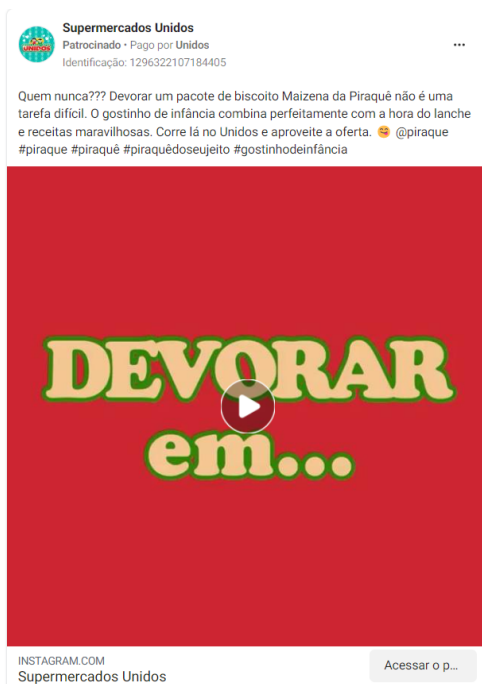 Supermercados Unidos
Patrocinado • Pago por Unidos
Identificação: 1296322107184405
Quem nunca??? Devorar um pacote de biscoito Maizena da Piraquê não é uma
tarefa difícil. O gostinho de infância combina perfeitamente com a hora do lanche
e receitas maravilhosas. Corre lá no Unidos e aproveite a oferta. 😋 @piraque
#piraque #piraquê #piraquêdoseujeito #gostinhodeinfância
DEVORAR
em...
INSTAGRAM.COM
Supermercados Unidos
Acessar o p...
UNIDOS